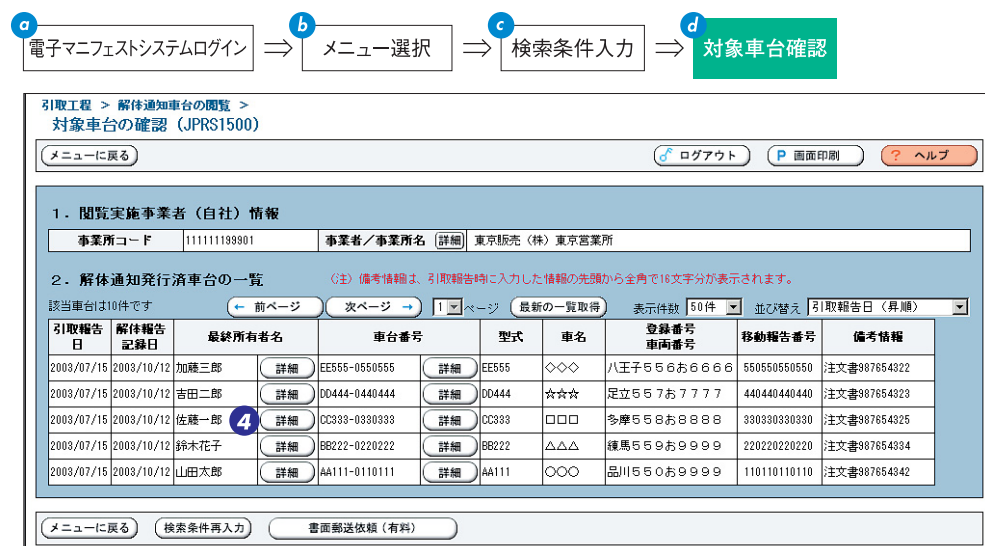 a b c d
電子マニフェストシステムログイン ⇒ メニュー選択 ⇒ 検索条件入力 ⇒ 対象車台確認
引取工程 > 解体通知車台の閲覧 >
対象車台の確認 (JPRS1500)
メニューに戻る ログアウト P 画面印刷 ? ヘルプ
1. 閲覧実施事業者(自社)情報
事業所コード 111111199901 事業者/事業所名 詳細 東京販売(株)東京営業所
2. 解体通知発行済車台の一覧 (注)備考情報は、引取報告時に入力した情報の先頭から全角で16文字分が表示されます。
該当車台は10件です ← 前ページ 次ページ → 1 ページ 最新の一覧取得 表示件数 50件 並び替え 引取報告日(昇順)
引取報告日 解体報告記録日 最終所有者名 車台番号 型式 車名 登録番号車両番号 移動報告番号 備考情報
2003/07/15 2003/10/12 加藤三郎 詳細 EE555-0550555 詳細 EE555 ◇◇◇ 八王子556お6666 550550550550 注文書987654322
2003/07/15 2003/10/12 吉田二郎 詳細 DD444-0440444 詳細 DD444 ☆☆☆ 足立557お7777 440440440440 注文書987654323
2003/07/15 2003/10/12 佐藤一郎 4 詳細 CC333-0330333 詳細 CC333 □□□ 多摩558お8888 330330330330 注文書987654325
2003/07/15 2003/10/12 鈴木花子 詳細 BB222-0220222 詳細 BB222 △△△ 練馬559お9999 220220220220 注文書987654334
2003/07/15 2003/10/12 山田太郎 詳細 AA111-0110111 詳細 AA111 ○○○ 品川550お9999 110110110110 注文書987654342
メニューに戻る 検索条件再入力 書面郵送依頼(有料)